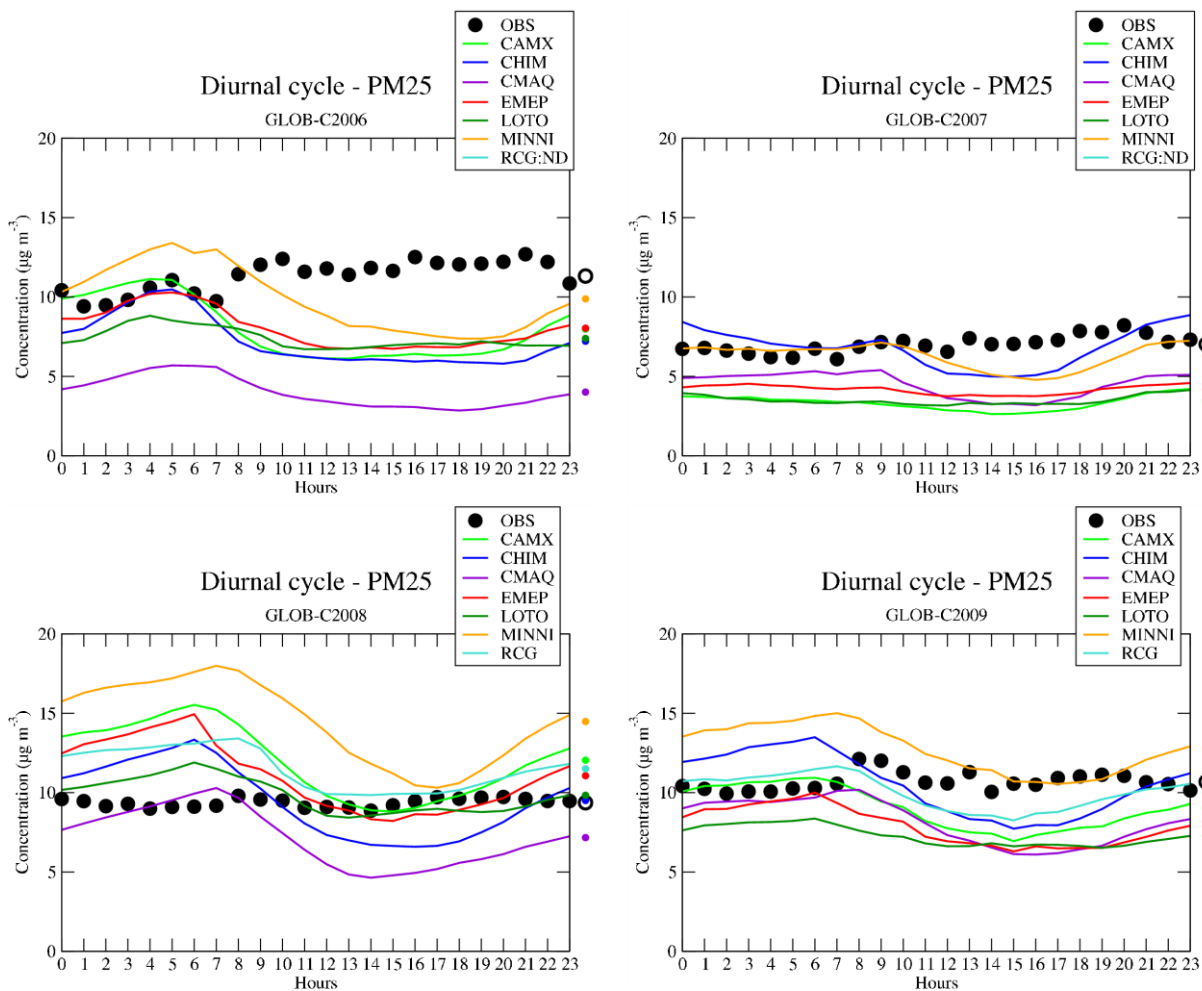 OBS
CAMX
CHIM
CMAQ
EMEP
LOTO
MINNI
RCG:ND
Diurnal cycle - PM25
GLOB-C2006
20
15
10
5
0
Concentration (μg m⁻³)
0 1 2 3 4 5 6 7 8 9 10 11 12 13 14 15 16 17 18 19 20 21 22 23
Hours
OBS
CAMX
CHIM
CMAQ
EMEP
LOTO
MINNI
RCG:ND
Diurnal cycle - PM25
GLOB-C2007
20
15
10
5
0
Concentration (μg m⁻³)
0 1 2 3 4 5 6 7 8 9 10 11 12 13 14 15 16 17 18 19 20 21 22 23
Hours
OBS
CAMX
CHIM
CMAQ
EMEP
LOTO
MINNI
RCG
Diurnal cycle - PM25
GLOB-C2008
20
15
10
5
0
Concentration (μg m⁻³)
0 1 2 3 4 5 6 7 8 9 10 11 12 13 14 15 16 17 18 19 20 21 22 23
Hours
OBS
CAMX
CHIM
CMAQ
EMEP
LOTO
MINNI
RCG
Diurnal cycle - PM25
GLOB-C2009
20
15
10
5
0
Concentration (μg m⁻³)
0 1 2 3 4 5 6 7 8 9 10 11 12 13 14 15 16 17 18 19 20 21 22 23
Hours